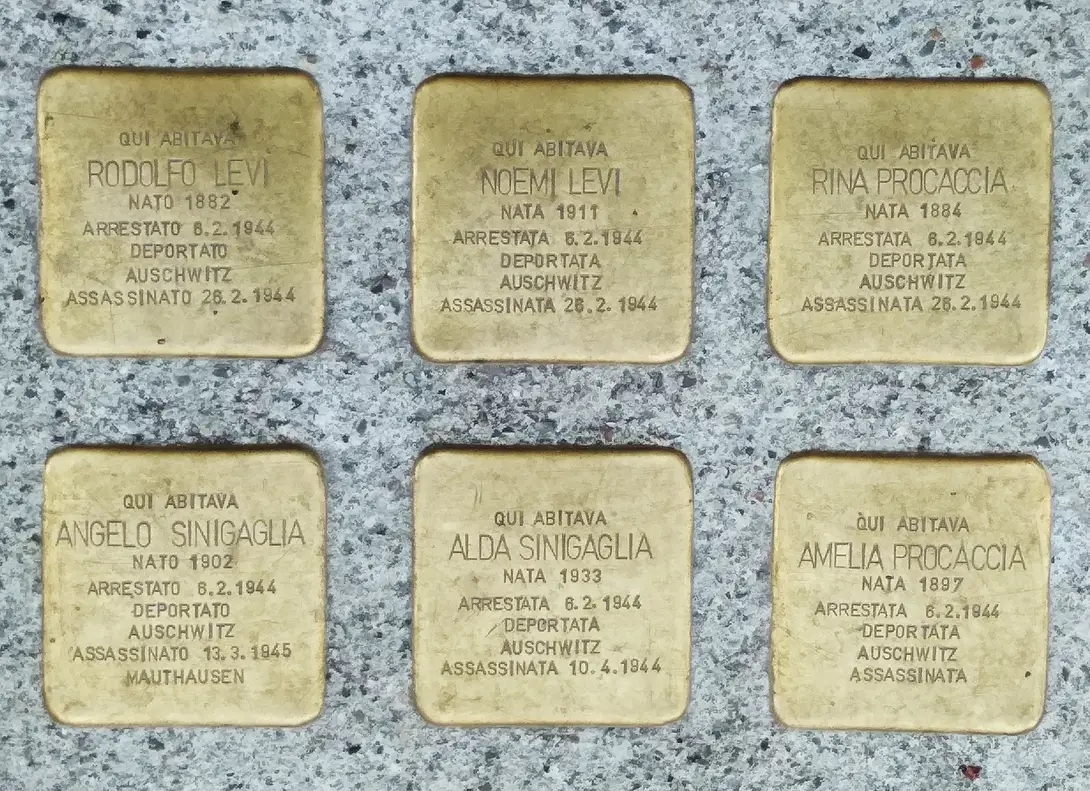 QUI ABITAVA
RODOLFO LEVI
NATO 1882
ARRESTATO 6.2.1944
DEPORTATO
AUSCHWITZ
ASSASSINATO 26.2.1944
QUI ABITAVA
NOEMI LEVI
NATA 1911
ARRESTATA 6.2.1944
DEPORTATA
AUSCHWITZ
ASSASSINATA 26.2.1944
QUI ABITAVA
RINA PROCACCIA
NATA 1884
ARRESTATA 6.2.1944
DEPORTATA
AUSCHWITZ
ASSASSINATA 26.2.1944
QUI ABITAVA
ANGELO SINIGAGLIA
NATO 1902
ARRESTATO 6.2.1944
DEPORTATO
AUSCHWITZ
ASSASSINATO 13.3.1945
MAUTHAUSEN
QUI ABITAVA
ALDA SINIGAGLIA
NATA 1933
ARRESTATA 6.2.1944
DEPORTATA
AUSCHWITZ
ASSASSINATA 10.4.1944
QUI ABITAVA
AMELIA PROCACCIA
NATA 1897
ARRESTATA 6.2.1944
DEPORTATA
AUSCHWITZ
ASSASSINATA